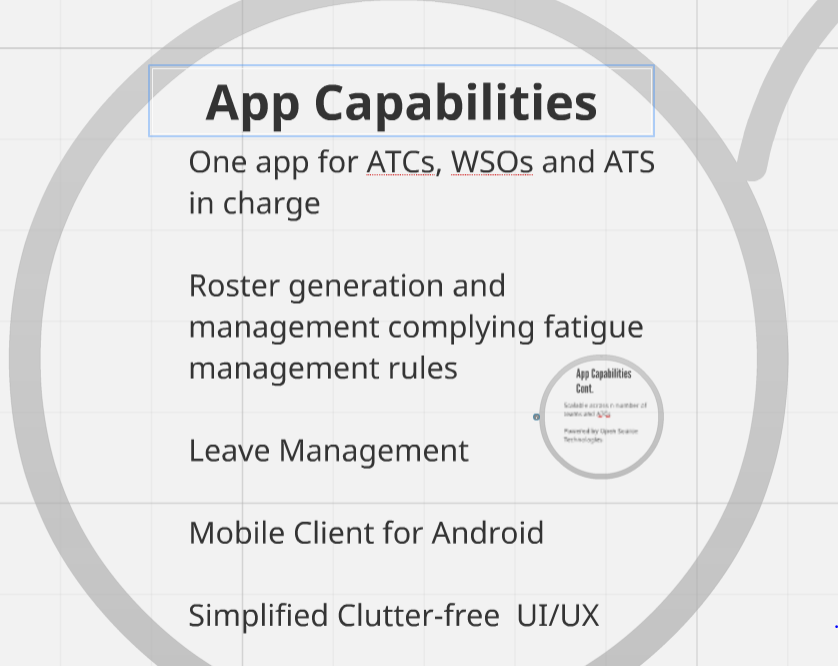 App Capabilities
One app for ATCs, WSOs and ATS
in charge
Roster generation and
management complying fatigue
management rules
App Capabilities
Cont.
Scalable across n number of
teams and ATCs
Powered by Open Source
Technologies
Leave Management
Mobile Client for Android
Simplified Clutter-free  UI/UX